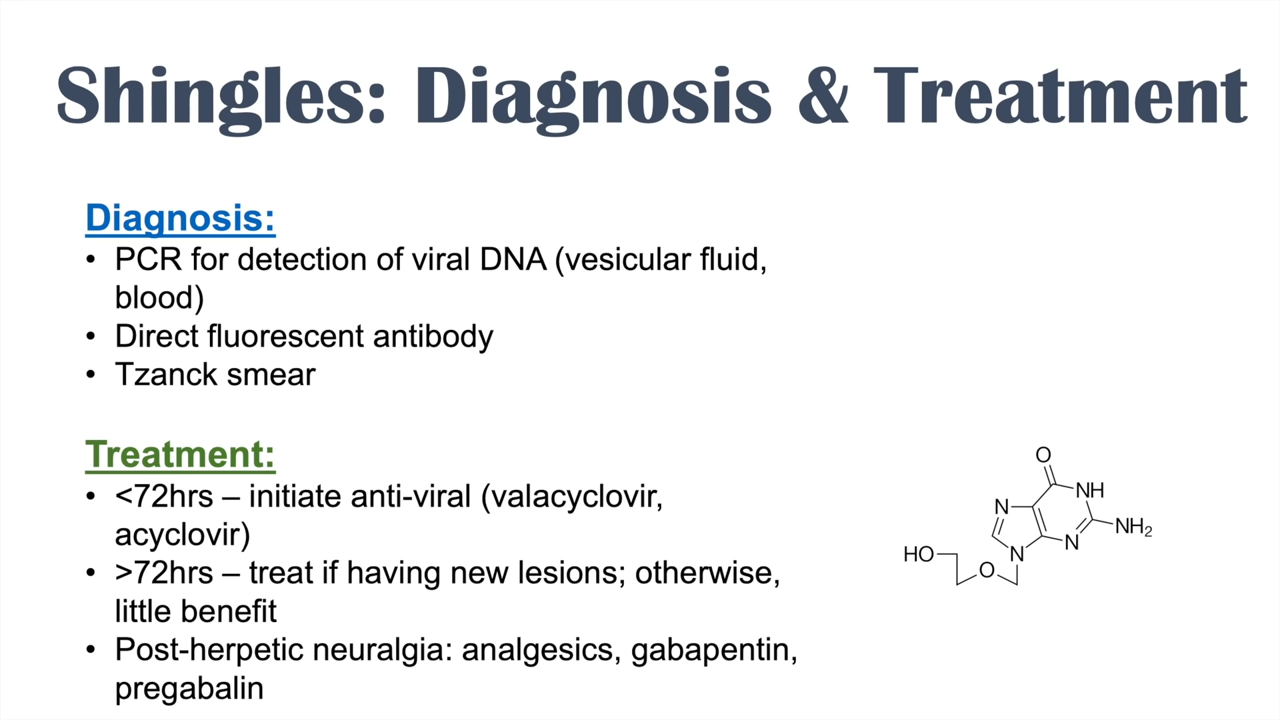 Shingles: Diagnosis & Treatment
Diagnosis:
• PCR for detection of viral DNA (vesicular fluid,
blood)
• Direct fluorescent antibody
• Tzanck smear
Treatment:
• <72hrs – initiate anti-viral (valacyclovir,
acyclovir)
• >72hrs – treat if having new lesions; otherwise,
little benefit
• Post-herpetic neuralgia: analgesics, gabapentin,
pregabalin
O
NH
N
NH₂
N
N
HO
O